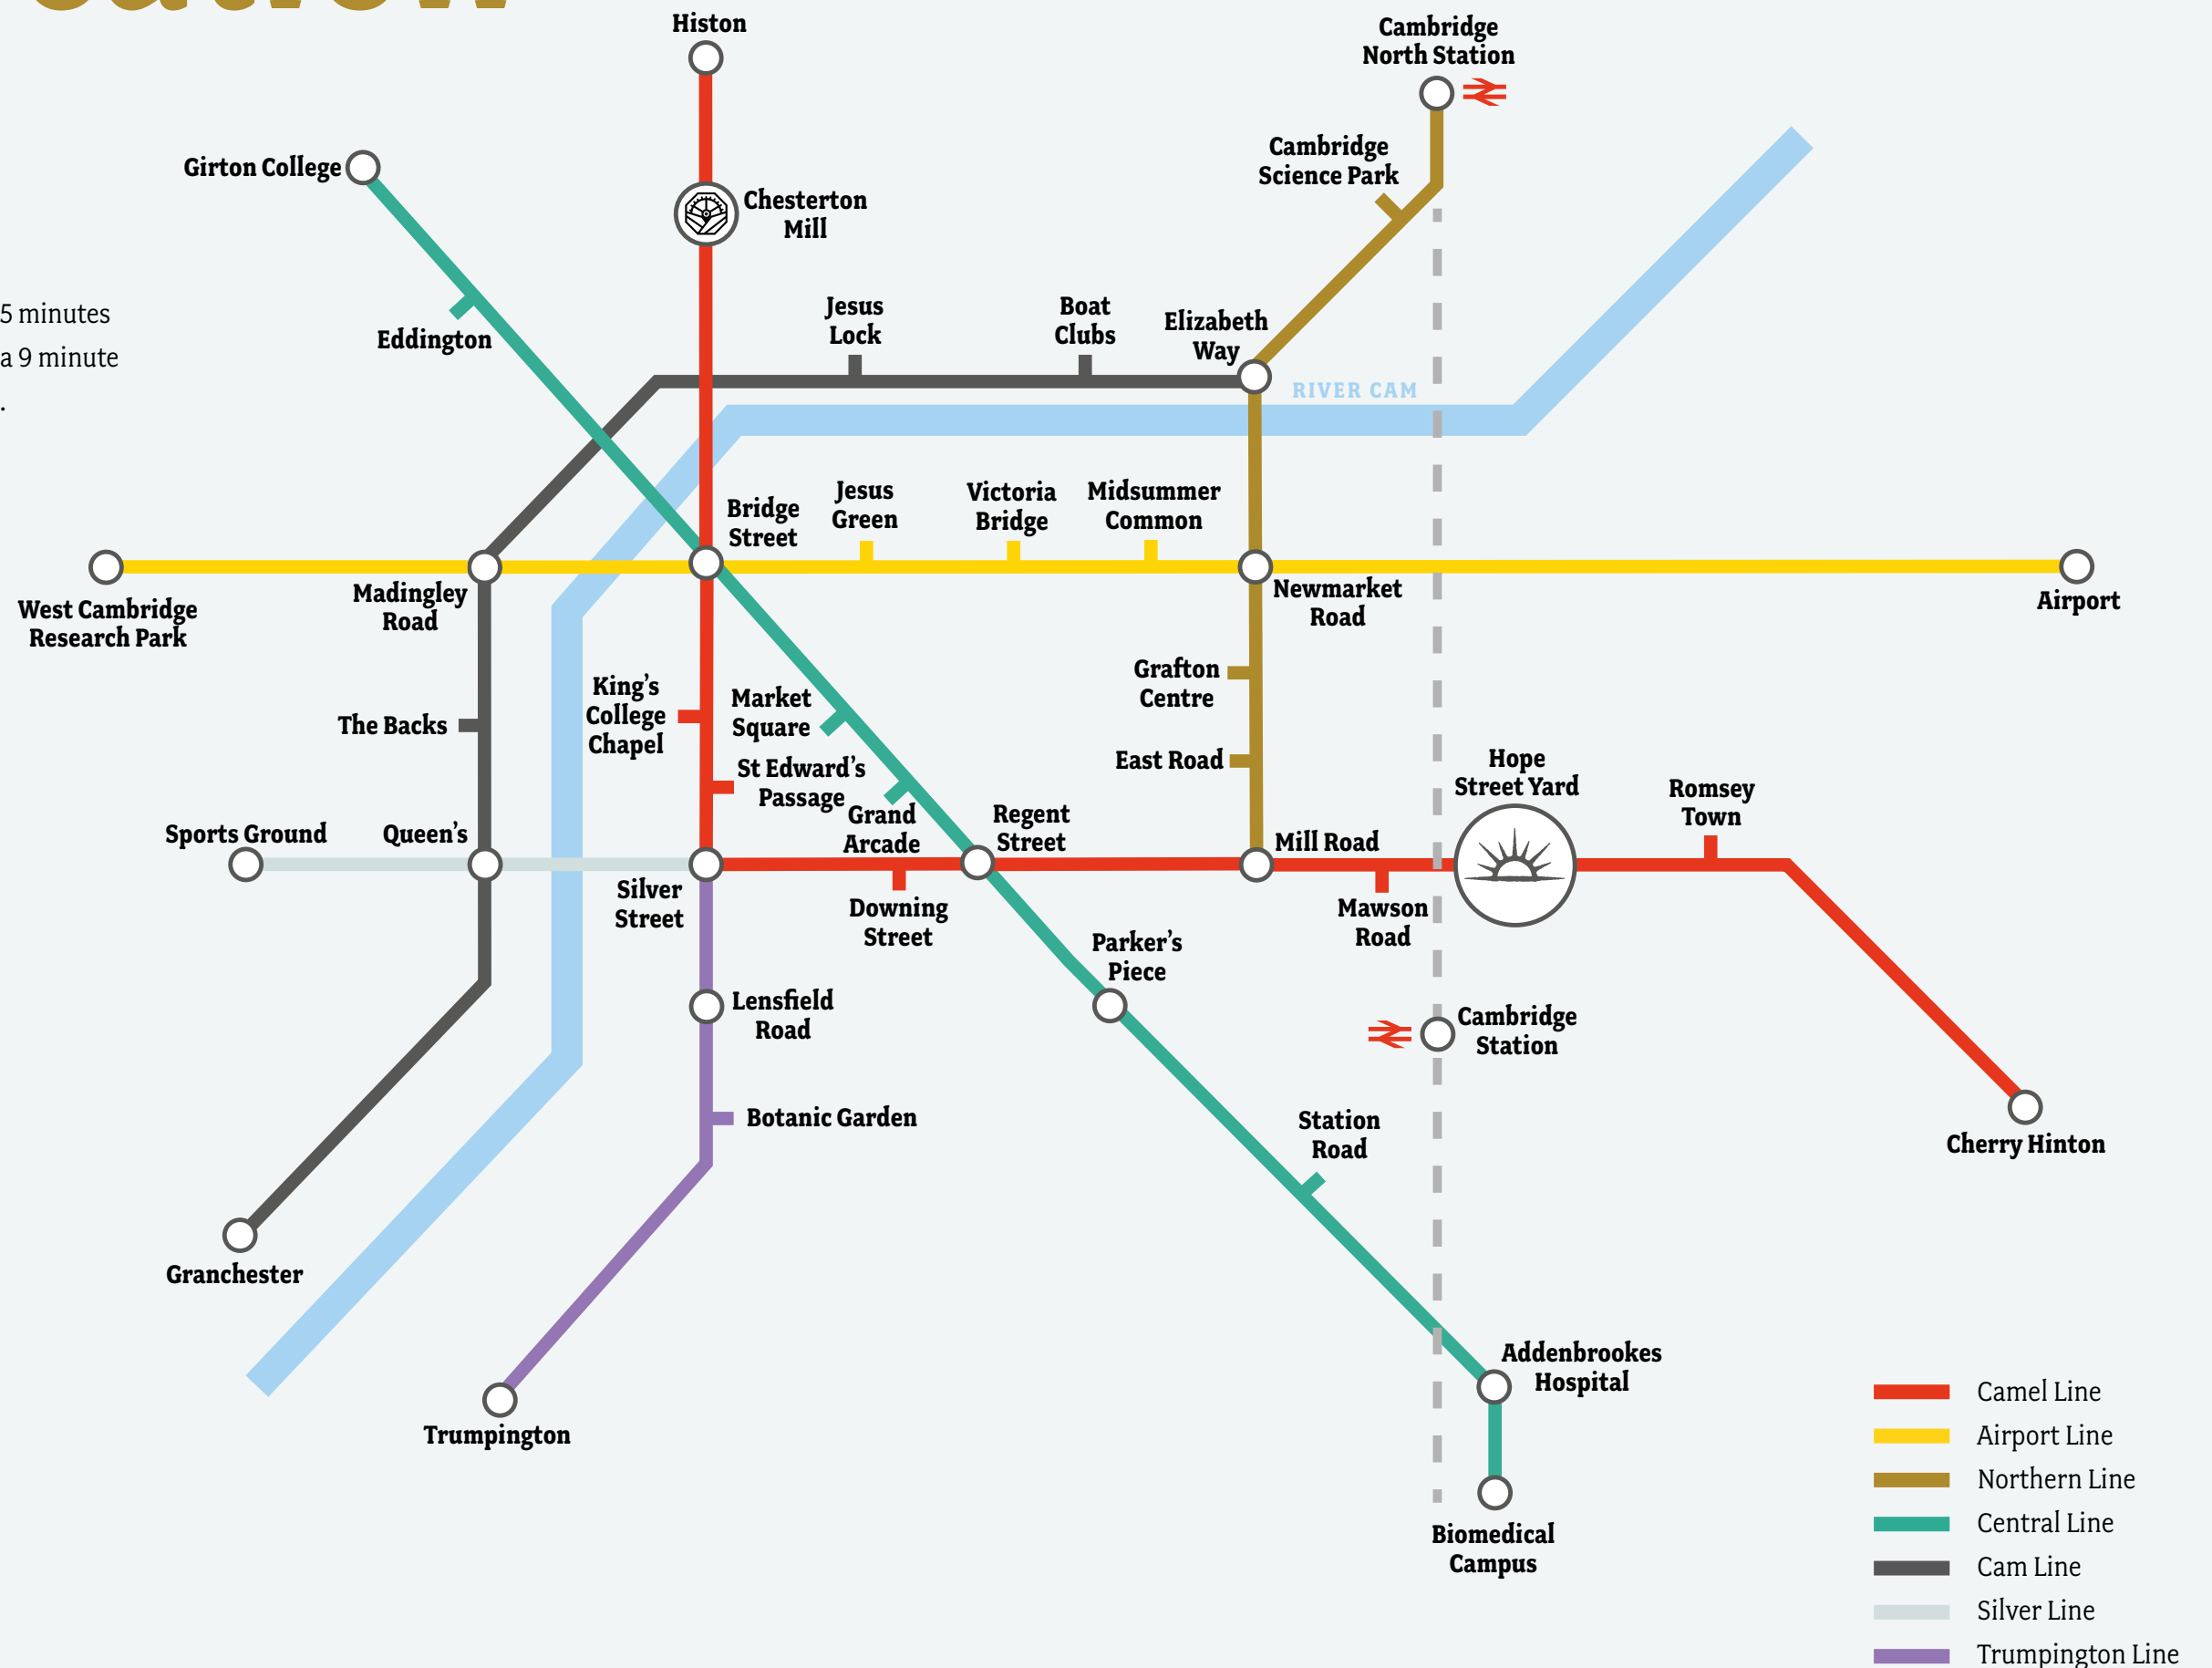 Histon
Cambridge
North Station
Cambridge
Science Park
Girton College
Chesterton
Mill
5 minutes
a 9 minute
.
Eddington
Jesus
Lock
Boat
Clubs
Elizabeth
Way
RIVER CAM
Bridge
Street
Jesus
Green
Victoria
Bridge
Midsummer
Common
West Cambridge
Research Park
Madingley
Road
Newmarket
Road
Airport
The Backs
King's
College
Chapel
Market
Square
Grafton
Centre
St Edward's
Passage
East Road
Grand
Arcade
Regent
Street
Hope
Street Yard
Romsey
Town
Sports Ground
Queen's
Mill Road
Silver
Street
Downing
Street
Mawson
Road
Parker's
Piece
Lensfield
Road
Cambridge
Station
Botanic Garden
Station
Road
Cherry Hinton
Granchester
Trumpington
Addenbrookes
Hospital
Biomedical
Campus
Camel Line
Airport Line
Northern Line
Central Line
Cam Line
Silver Line
Trumpington Line